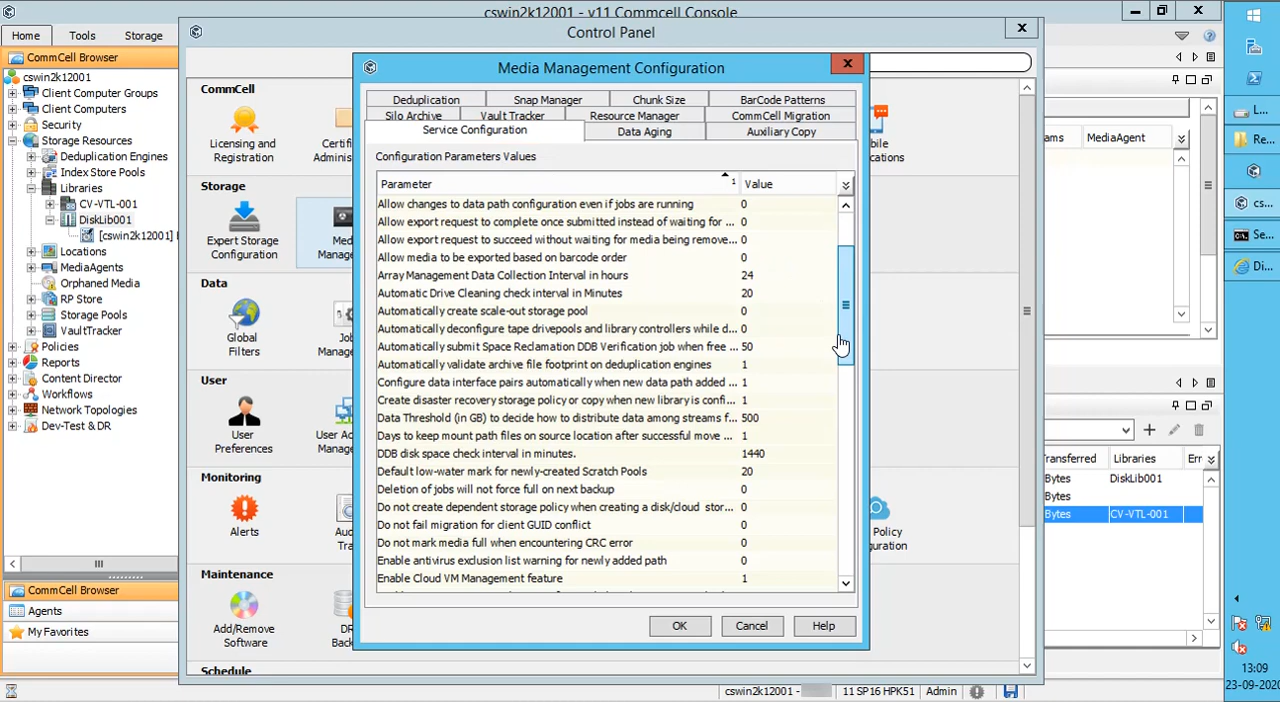 cswin2k12001 - v11 Commcell Console
Home Tools Storage
Control Panel
CommCell Browser
cswin2k12001
Client Computer Groups
Client Computers
Security
Storage Resources
Deduplication Engines
Index Store Pools
Libraries
CV-VTL-001
DiskLib001
[cswin2k12001]
Locations
MediaAgents
Orphaned Media
RP Store
Storage Pools
VaultTracker
Policies
Reports
Content Director
Workflows
Network Topologies
Dev-Test & DR
CommCell Browser
Agents
My Favorites
CommCell
Licensing and
Registration
Storage
Expert Storage
Configuration
Data
Global
Filters
User
User
Preferences
Monitoring
Alerts
Maintenance
Add/Remove
Software
Schedule
Media Management Configuration
Deduplication Snap Manager Chunk Size BarCode Patterns
Silo Archive Vault Tracker Resource Manager CommCell Migration
Service Configuration Data Aging Auxiliary Copy
Configuration Parameters Values
Parameter 1 Value
Allow changes to data path configuration even if jobs are running 0
Allow export request to complete once submitted instead of waiting for ... 0
Allow export request to succeed without waiting for media being remove... 0
Allow media to be exported based on barcode order 0
Array Management Data Collection Interval in hours 24
Automatic Drive Cleaning check interval in Minutes 20
Automatically create scale-out storage pool 0
Automatically deconfigure tape drivepools and library controllers while d... 0
Automatically submit Space Reclamation DDB Verification job when free ... 50
Automatically validate archive file footprint on deduplication engines 1
Configure data interface pairs automatically when new data path added ... 1
Create disaster recovery storage policy or copy when new library is confi... 1
Data Threshold (in GB) to decide how to distribute data among streams f... 500
Days to keep mount path files on source location after successful move ... 1
DDB disk space check interval in minutes. 1440
Default low-water mark for newly-created Scratch Pools 20
Deletion of jobs will not force full on next backup 0
Do not create dependent storage policy when creating a disk/cloud stor... 0
Do not fail migration for client GUID conflict 0
Do not mark media full when encountering CRC error 0
Enable antivirus exclusion list warning for newly added path 0
Enable Cloud VM Management feature 1
OK Cancel Help
MediaAgent
Libraries
Bytes DiskLib001
Bytes
Bytes CV-VTL-001
cswin2k12001 - 11 SP16 HPK51 Admin
L...
Re...
cs...
Se...
Di...
13:09
23-09-2020